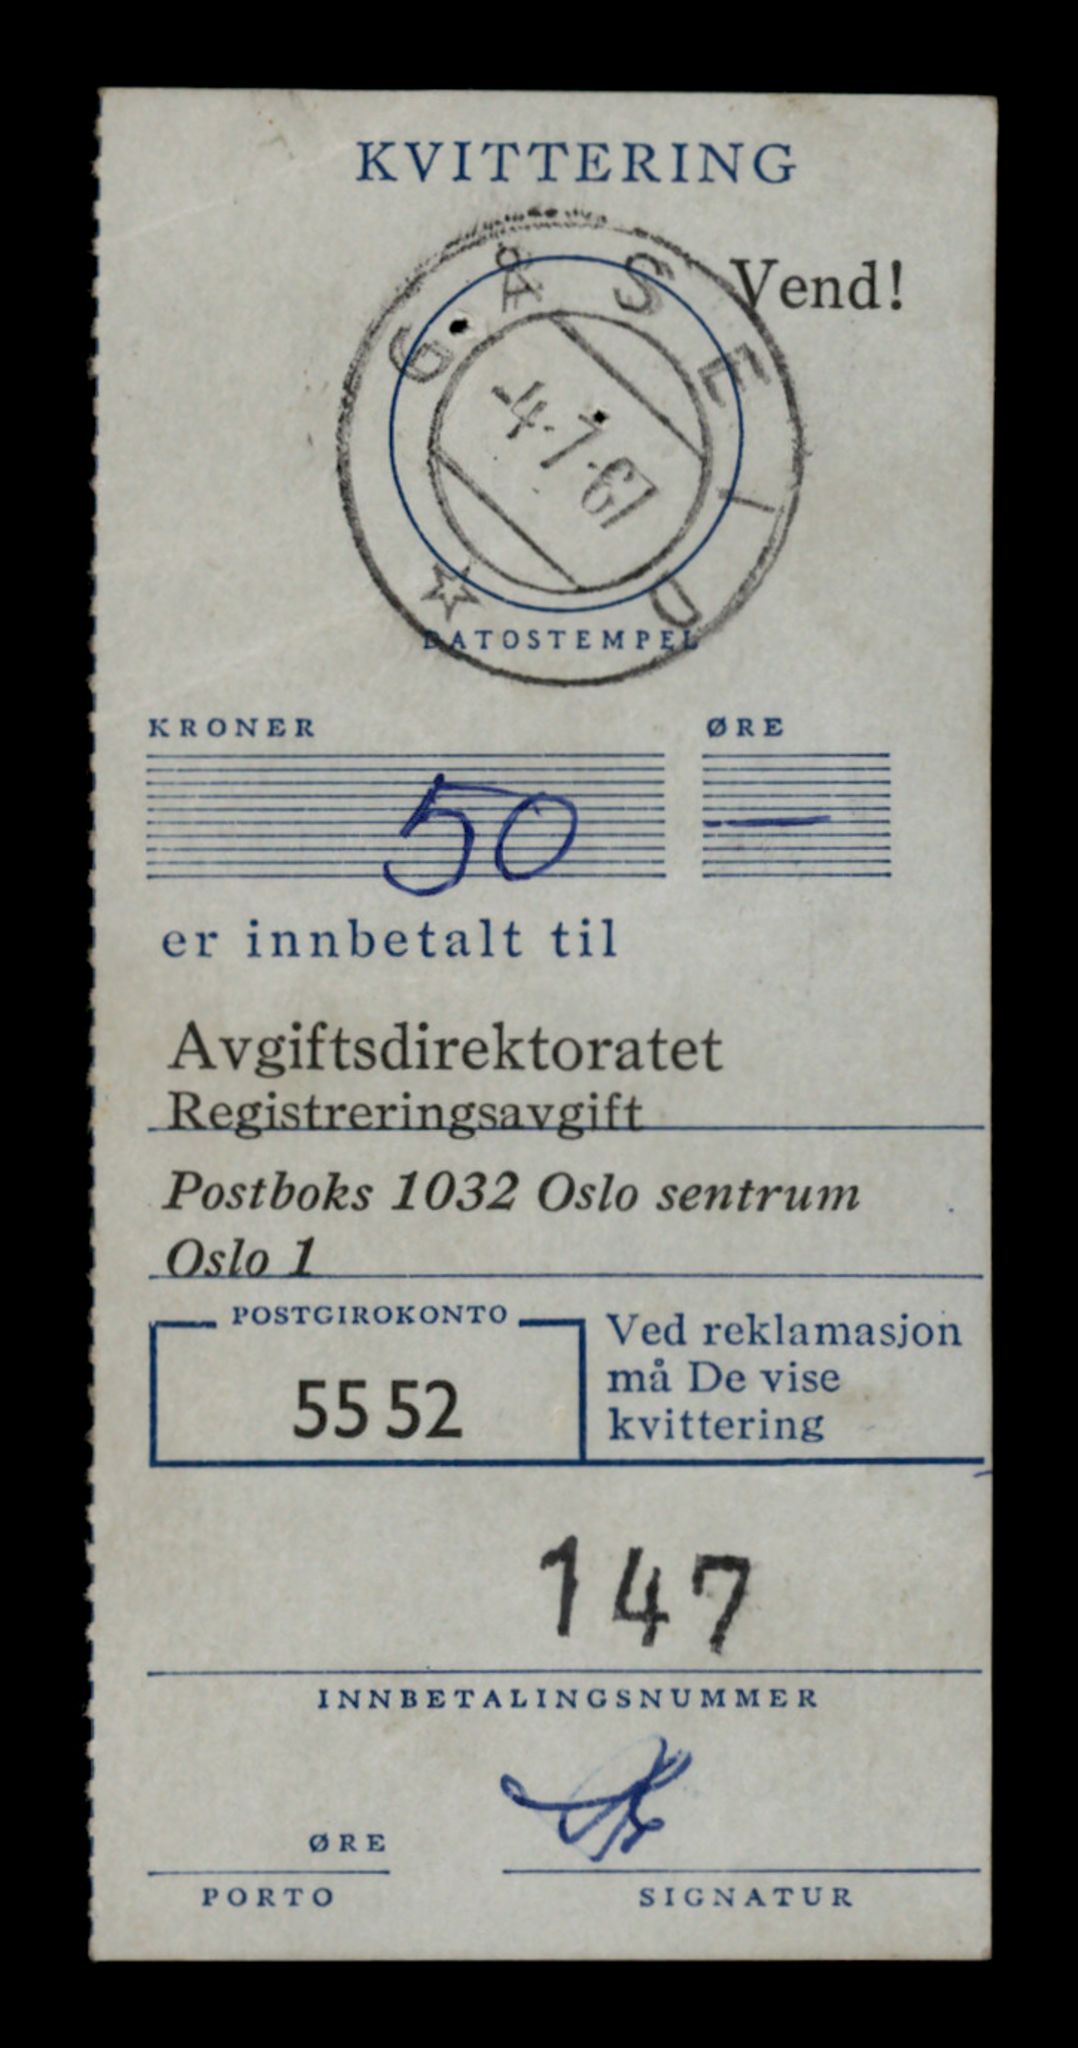 KVITTERING
Vend!
GÅSEID
-4-7-67
DATOSTEMPEL
KRONER ØRE
50 —
er innbetalt til
Avgiftsdirektoratet
Registreringsavgift
Postboks 1032 Oslo sentrum
Oslo 1
POSTGIROKONTO
55 52
Ved reklamasjon
må De vise
kvittering
147
INNBETALINGSNUMMER
ØRE
PORTO
SIGNATUR